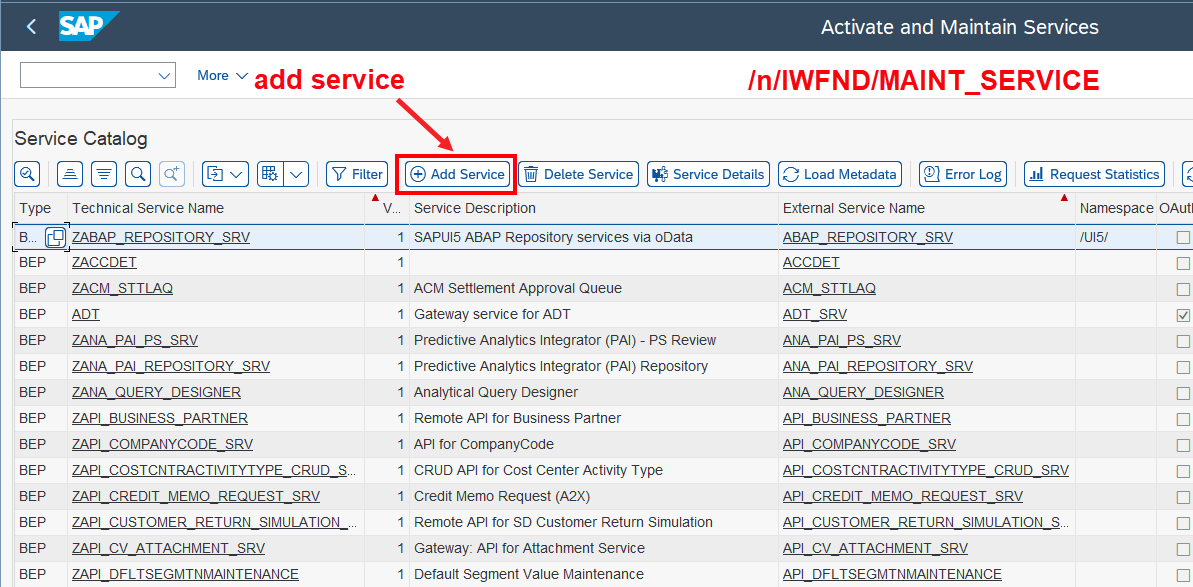 SAP Activate and Maintain Services
More add service /n/IWFND/MAINT_SERVICE
Service Catalog
Filter Add Service Delete Service Service Details Load Metadata Error Log Request Statistics
Type Technical Service Name V... Service Description External Service Name Namespace OAut
B... ZABAP_REPOSITORY_SRV 1 SAPUI5 ABAP Repository services via oData ABAP_REPOSITORY_SRV /UI5/
BEP ZACCDET 1 ACCDET
BEP ZACM_STTLAQ 1 ACM Settlement Approval Queue ACM_STTLAQ
BEP ADT 1 Gateway service for ADT ADT_SRV
BEP ZANA_PAI_PS_SRV 1 Predictive Analytics Integrator (PAI) - PS Review ANA_PAI_PS_SRV
BEP ZANA_PAI_REPOSITORY_SRV 1 Predictive Analytics Integrator (PAI) Repository ANA_PAI_REPOSITORY_SRV
BEP ZANA_QUERY_DESIGNER 1 Analytical Query Designer ANA_QUERY_DESIGNER
BEP ZAPI_BUSINESS_PARTNER 1 Remote API for Business Partner API_BUSINESS_PARTNER
BEP ZAPI_COMPANYCODE_SRV 1 API for CompanyCode API_COMPANYCODE_SRV
BEP ZAPI_COSTCNTRACTIVITYTYPE_CRUD_S... 1 CRUD API for Cost Center Activity Type API_COSTCNTRACTIVITYTYPE_CRUD_SRV
BEP ZAPI_CREDIT_MEMO_REQUEST_SRV 1 Credit Memo Request (A2X) API_CREDIT_MEMO_REQUEST_SRV
BEP ZAPI_CUSTOMER_RETURN_SIMULATION_... 1 Remote API for SD Customer Return Simulation API_CUSTOMER_RETURN_SIMULATION_S...
BEP ZAPI_CV_ATTACHMENT_SRV 1 Gateway: API for Attachment Service API_CV_ATTACHMENT_SRV
BEP ZAPI_DFLTSEGMTNMAINTENANCE 1 Default Segment Value Maintenance API_DFLTSEGMTNMAINTENANCE